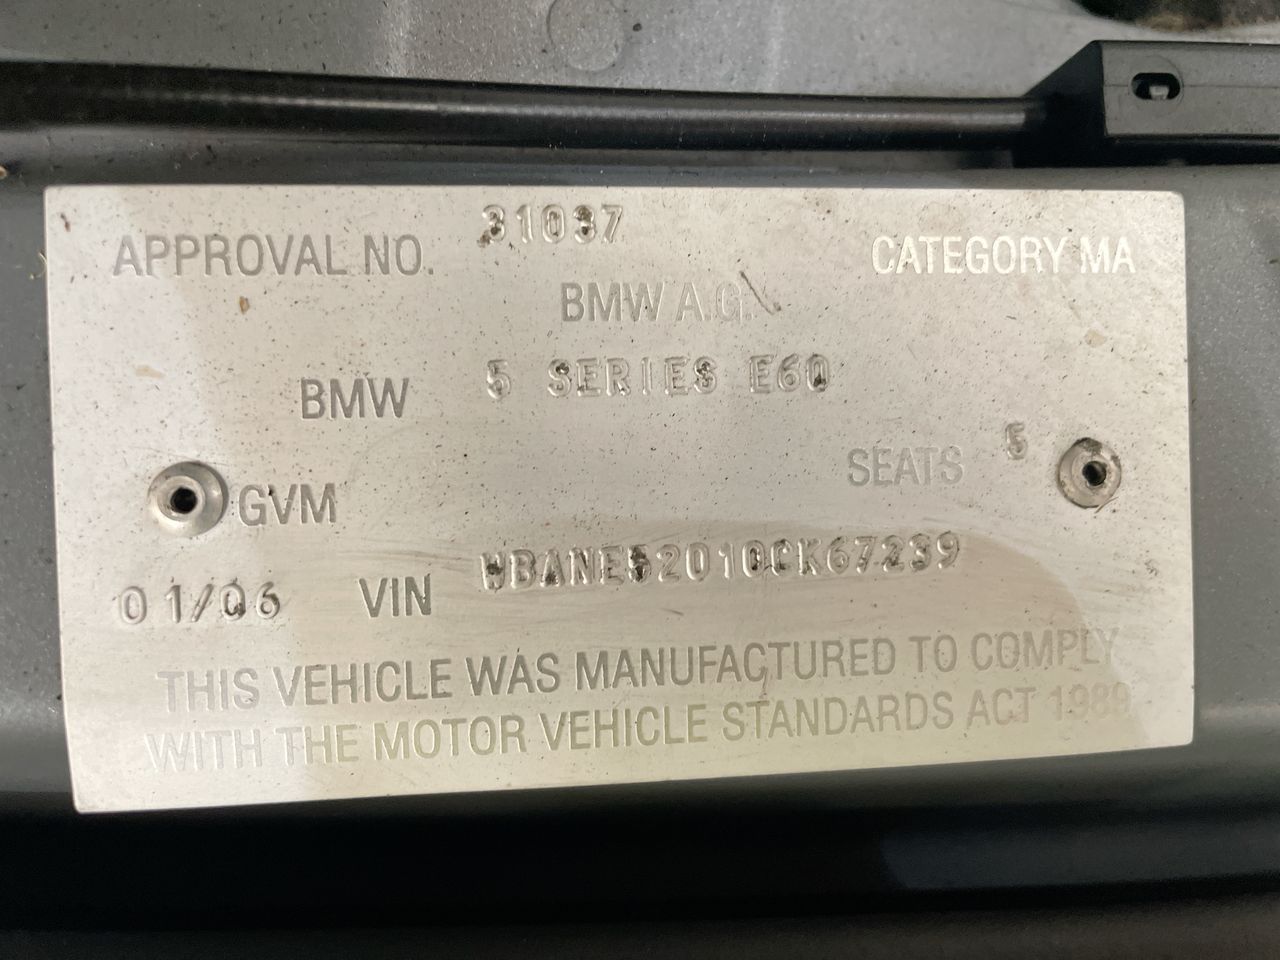 APPROVAL NO. 31037 CATEGORY MA
BMW A.G.
BMW 5 SERIES E60
SEATS 5
GVM
01/06 VIN WBANE52010CK67239
THIS VEHICLE WAS MANUFACTURED TO COMPLY
WITH THE MOTOR VEHICLE STANDARDS ACT 1989